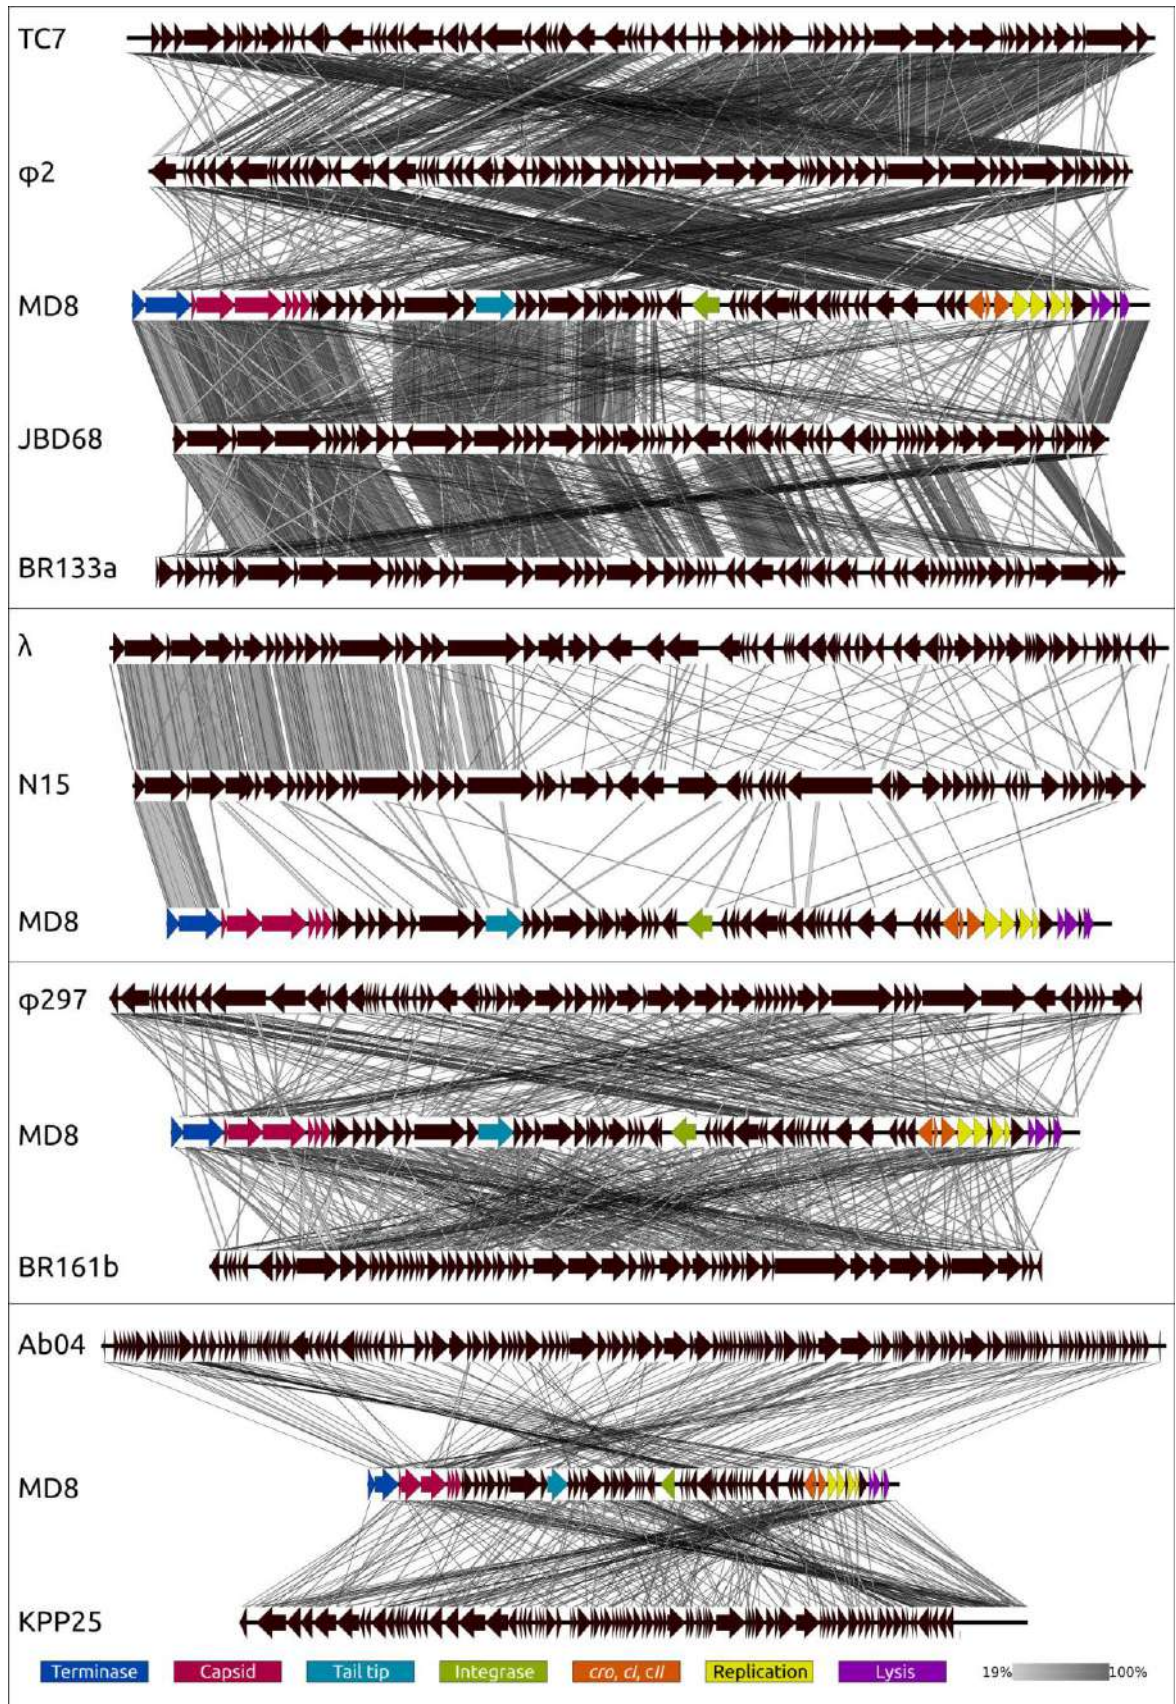 TC7
φ2
MD8
JBD68
BR133a
λ
N15
MD8
φ297
MD8
BR161b
Ab04
MD8
KPP25
Terminase Capsid Tail tip Integrase cro, cI, cII Replication Lysis 19% 100%